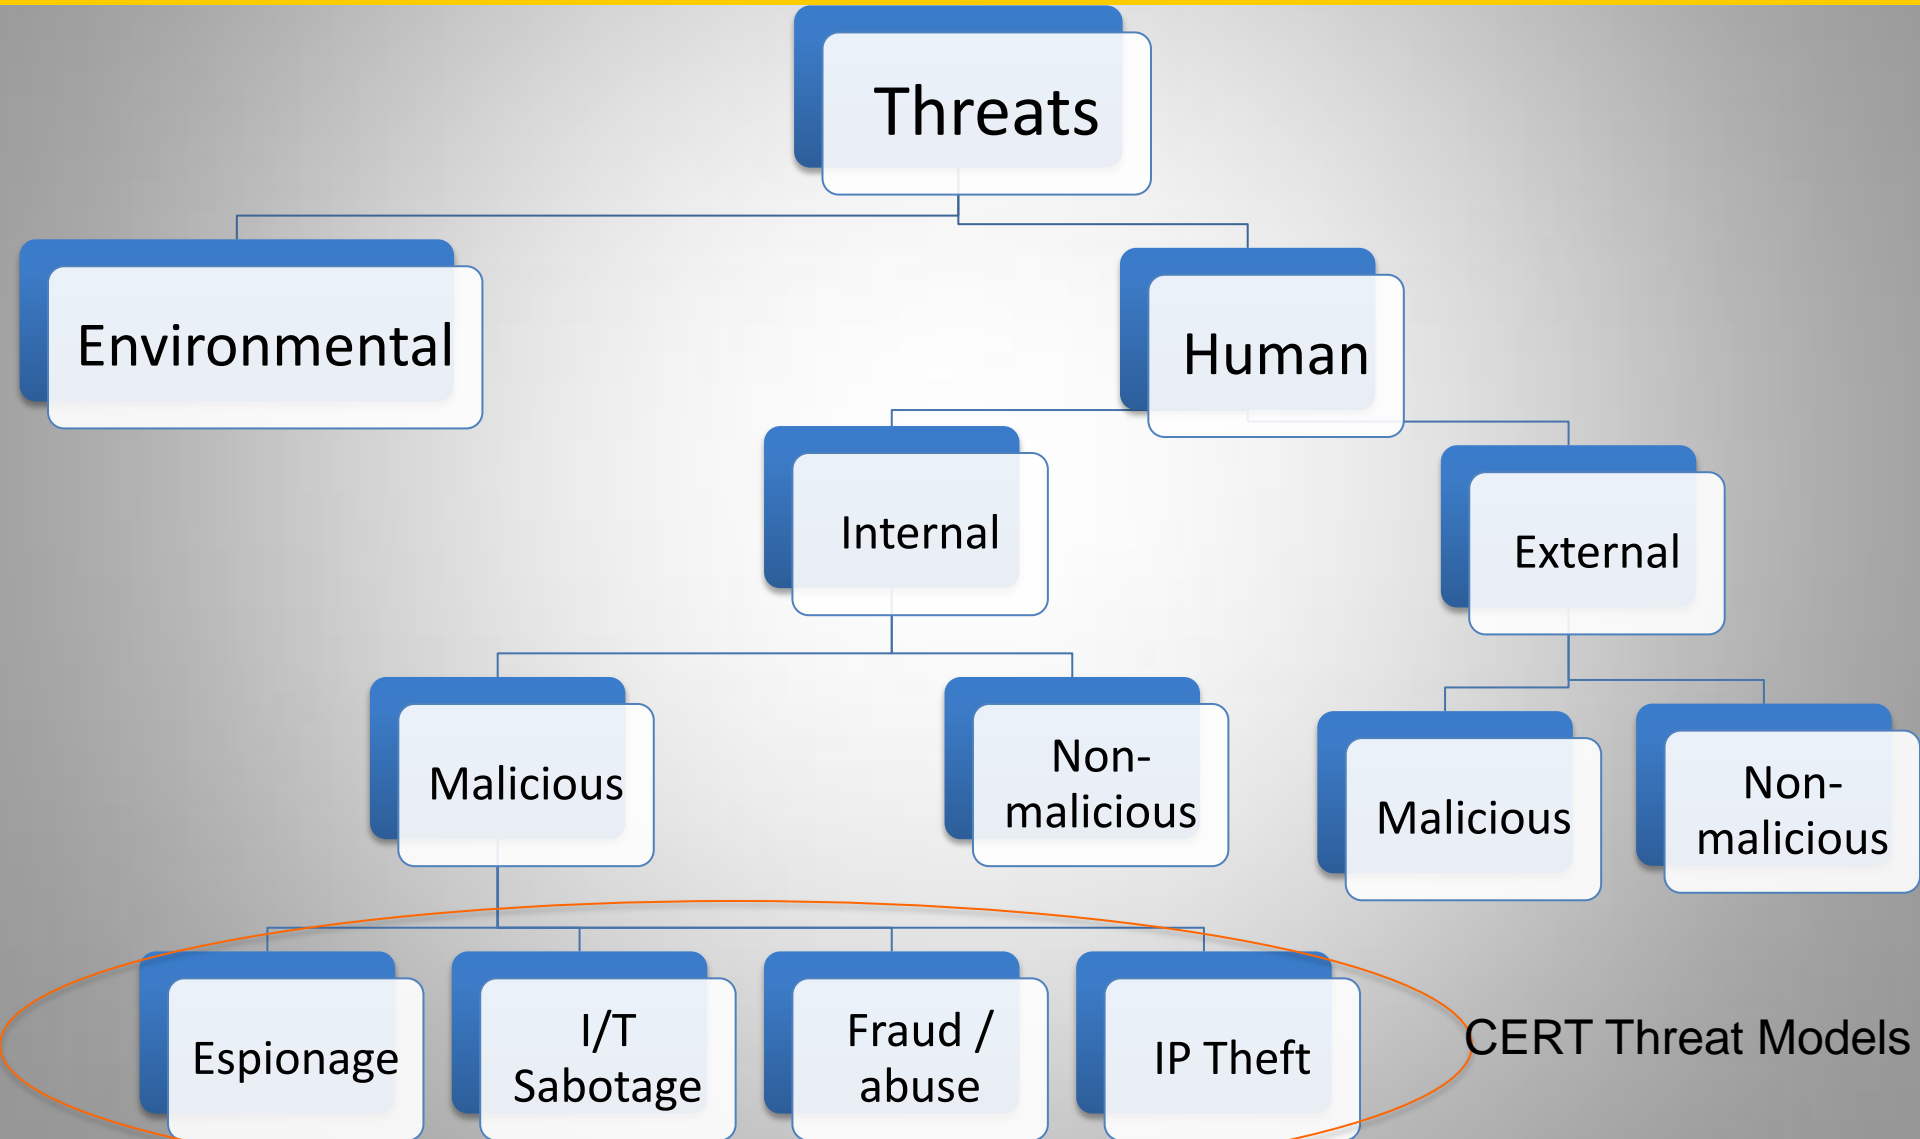 Threats
Environmental
Human
Internal
External
Malicious
Non-
malicious
Malicious
Non-
malicious
Espionage
I/T
Sabotage
Fraud /
abuse
IP Theft
CERT Threat Models